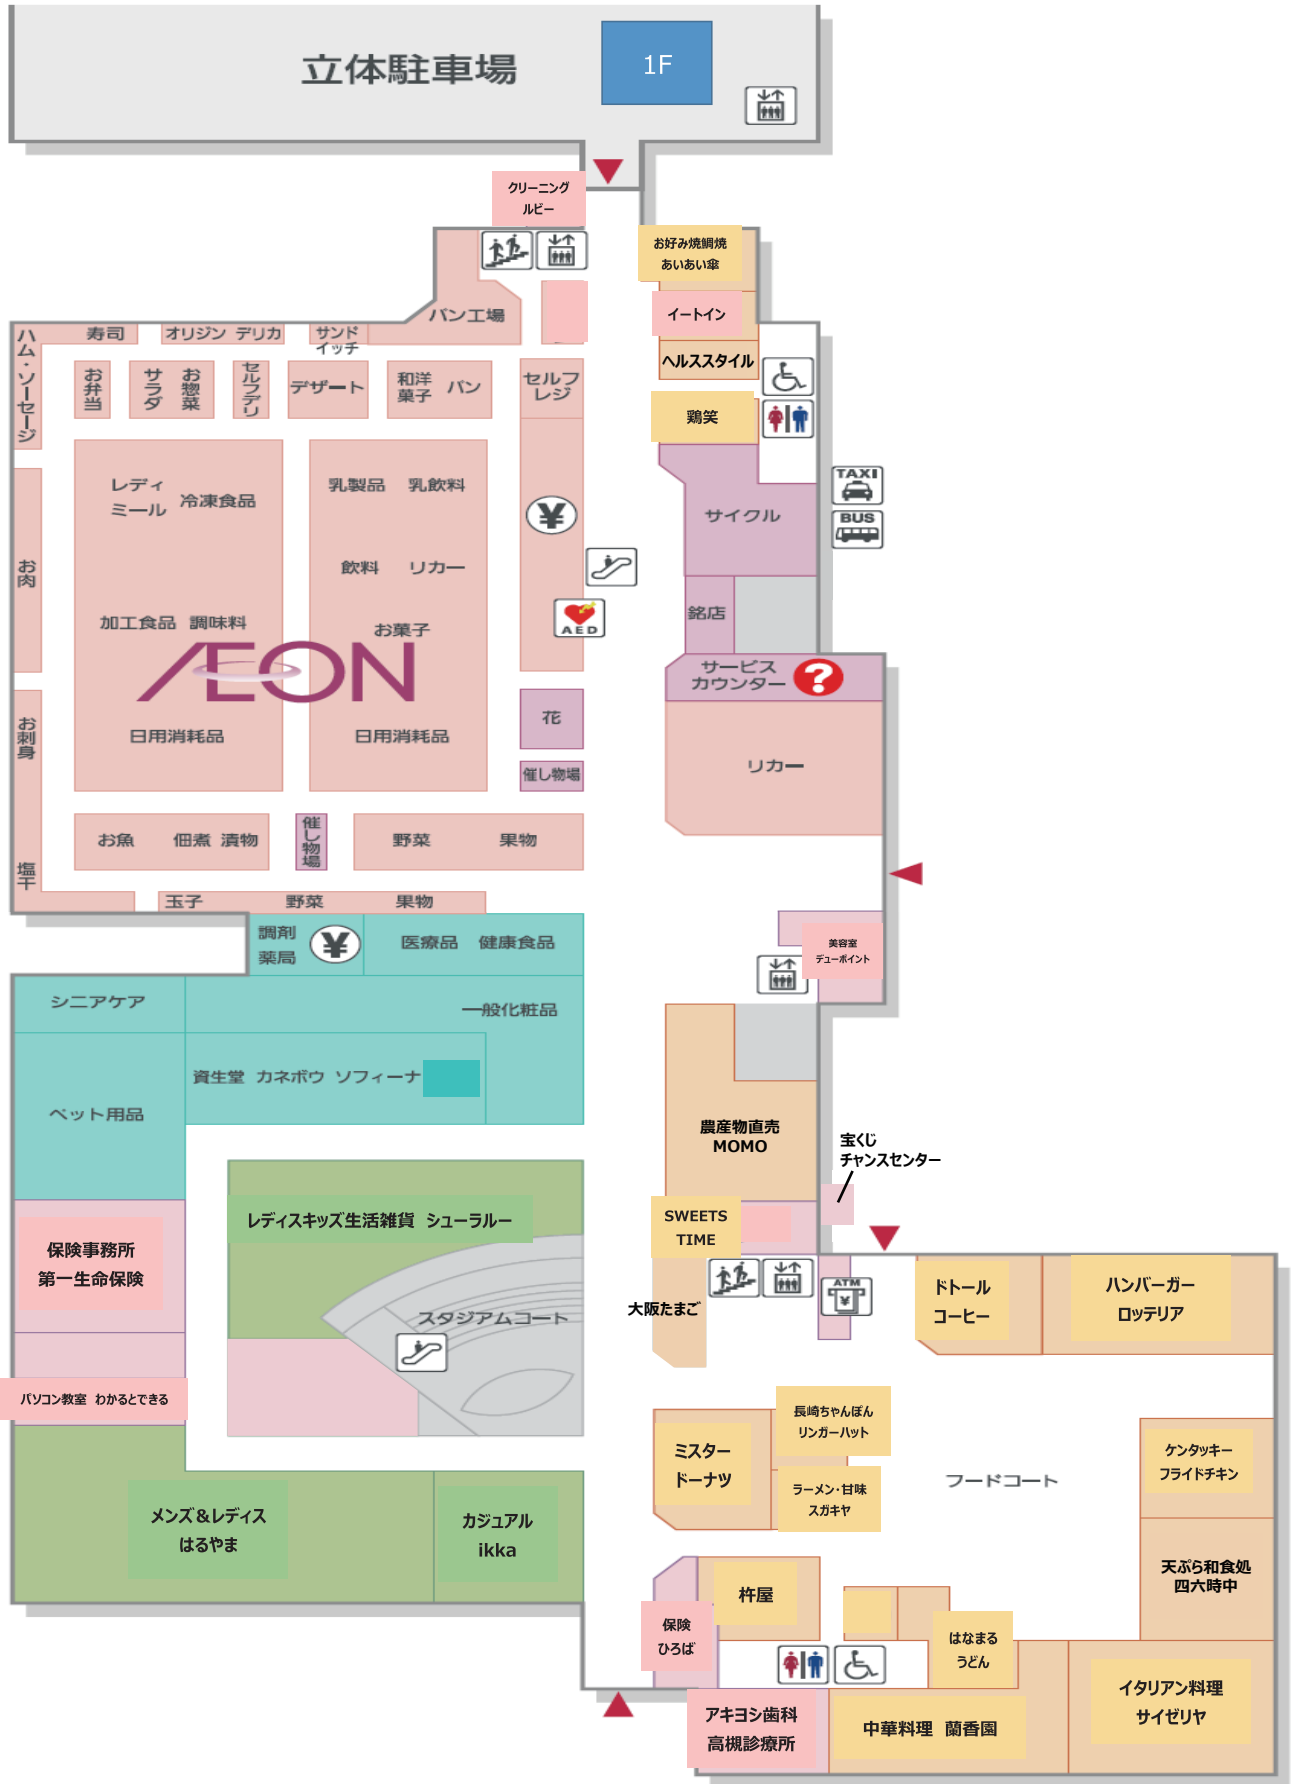 立体駐車場
1F
クリーニング
ルビー
お好み焼鯛焼
あいあい傘
イートイン
ヘルススタイル
鶏笑
パン工場
ハム・ソーセージ
寿司
オリジン デリカ
サンド
イッチ
お弁当
サラダ
お惣菜
セルフデリ
デザート
和洋
菓子
パン
セルフ
レジ
レディ
ミール
冷凍食品
乳製品 乳飲料
¥
サイクル
TAXI
BUS
お肉
飲料 リカー
AED
加工食品 調味料
お菓子
銘店
AEON
サービス
カウンター
?
お刺身
日用消耗品
日用消耗品
花
催し物場
リカー
お魚 佃煮 漬物
催し物場
野菜 果物
塩干
玉子 野菜 果物
調剤
薬局
¥
医療品 健康食品
美容室
デューポイント
シニアケア
一般化粧品
資生堂 カネボウ ソフィーナ
ペット用品
農産物直売
MOMO
宝くじ
チャンスセンター
レディスキッズ生活雑貨 シューラルー
SWEETS
TIME
保険事務所
第一生命保険
スタジアムコート
大阪たまご
ATM
¥
ドトール
コーヒー
ハンバーガー
ロッテリア
パソコン教室 わかるとできる
長崎ちゃんぽん
リンガーハット
ミスター
ドーナツ
ラーメン・甘味
スガキヤ
フードコート
ケンタッキー
フライドチキン
メンズ&レディス
はるやま
カジュアル
ikka
天ぷら和食処
四六時中
杵屋
保険
ひろば
はなまる
うどん
アキヨシ歯科
高槻診療所
中華料理 蘭香園
イタリアン料理
サイゼリヤ